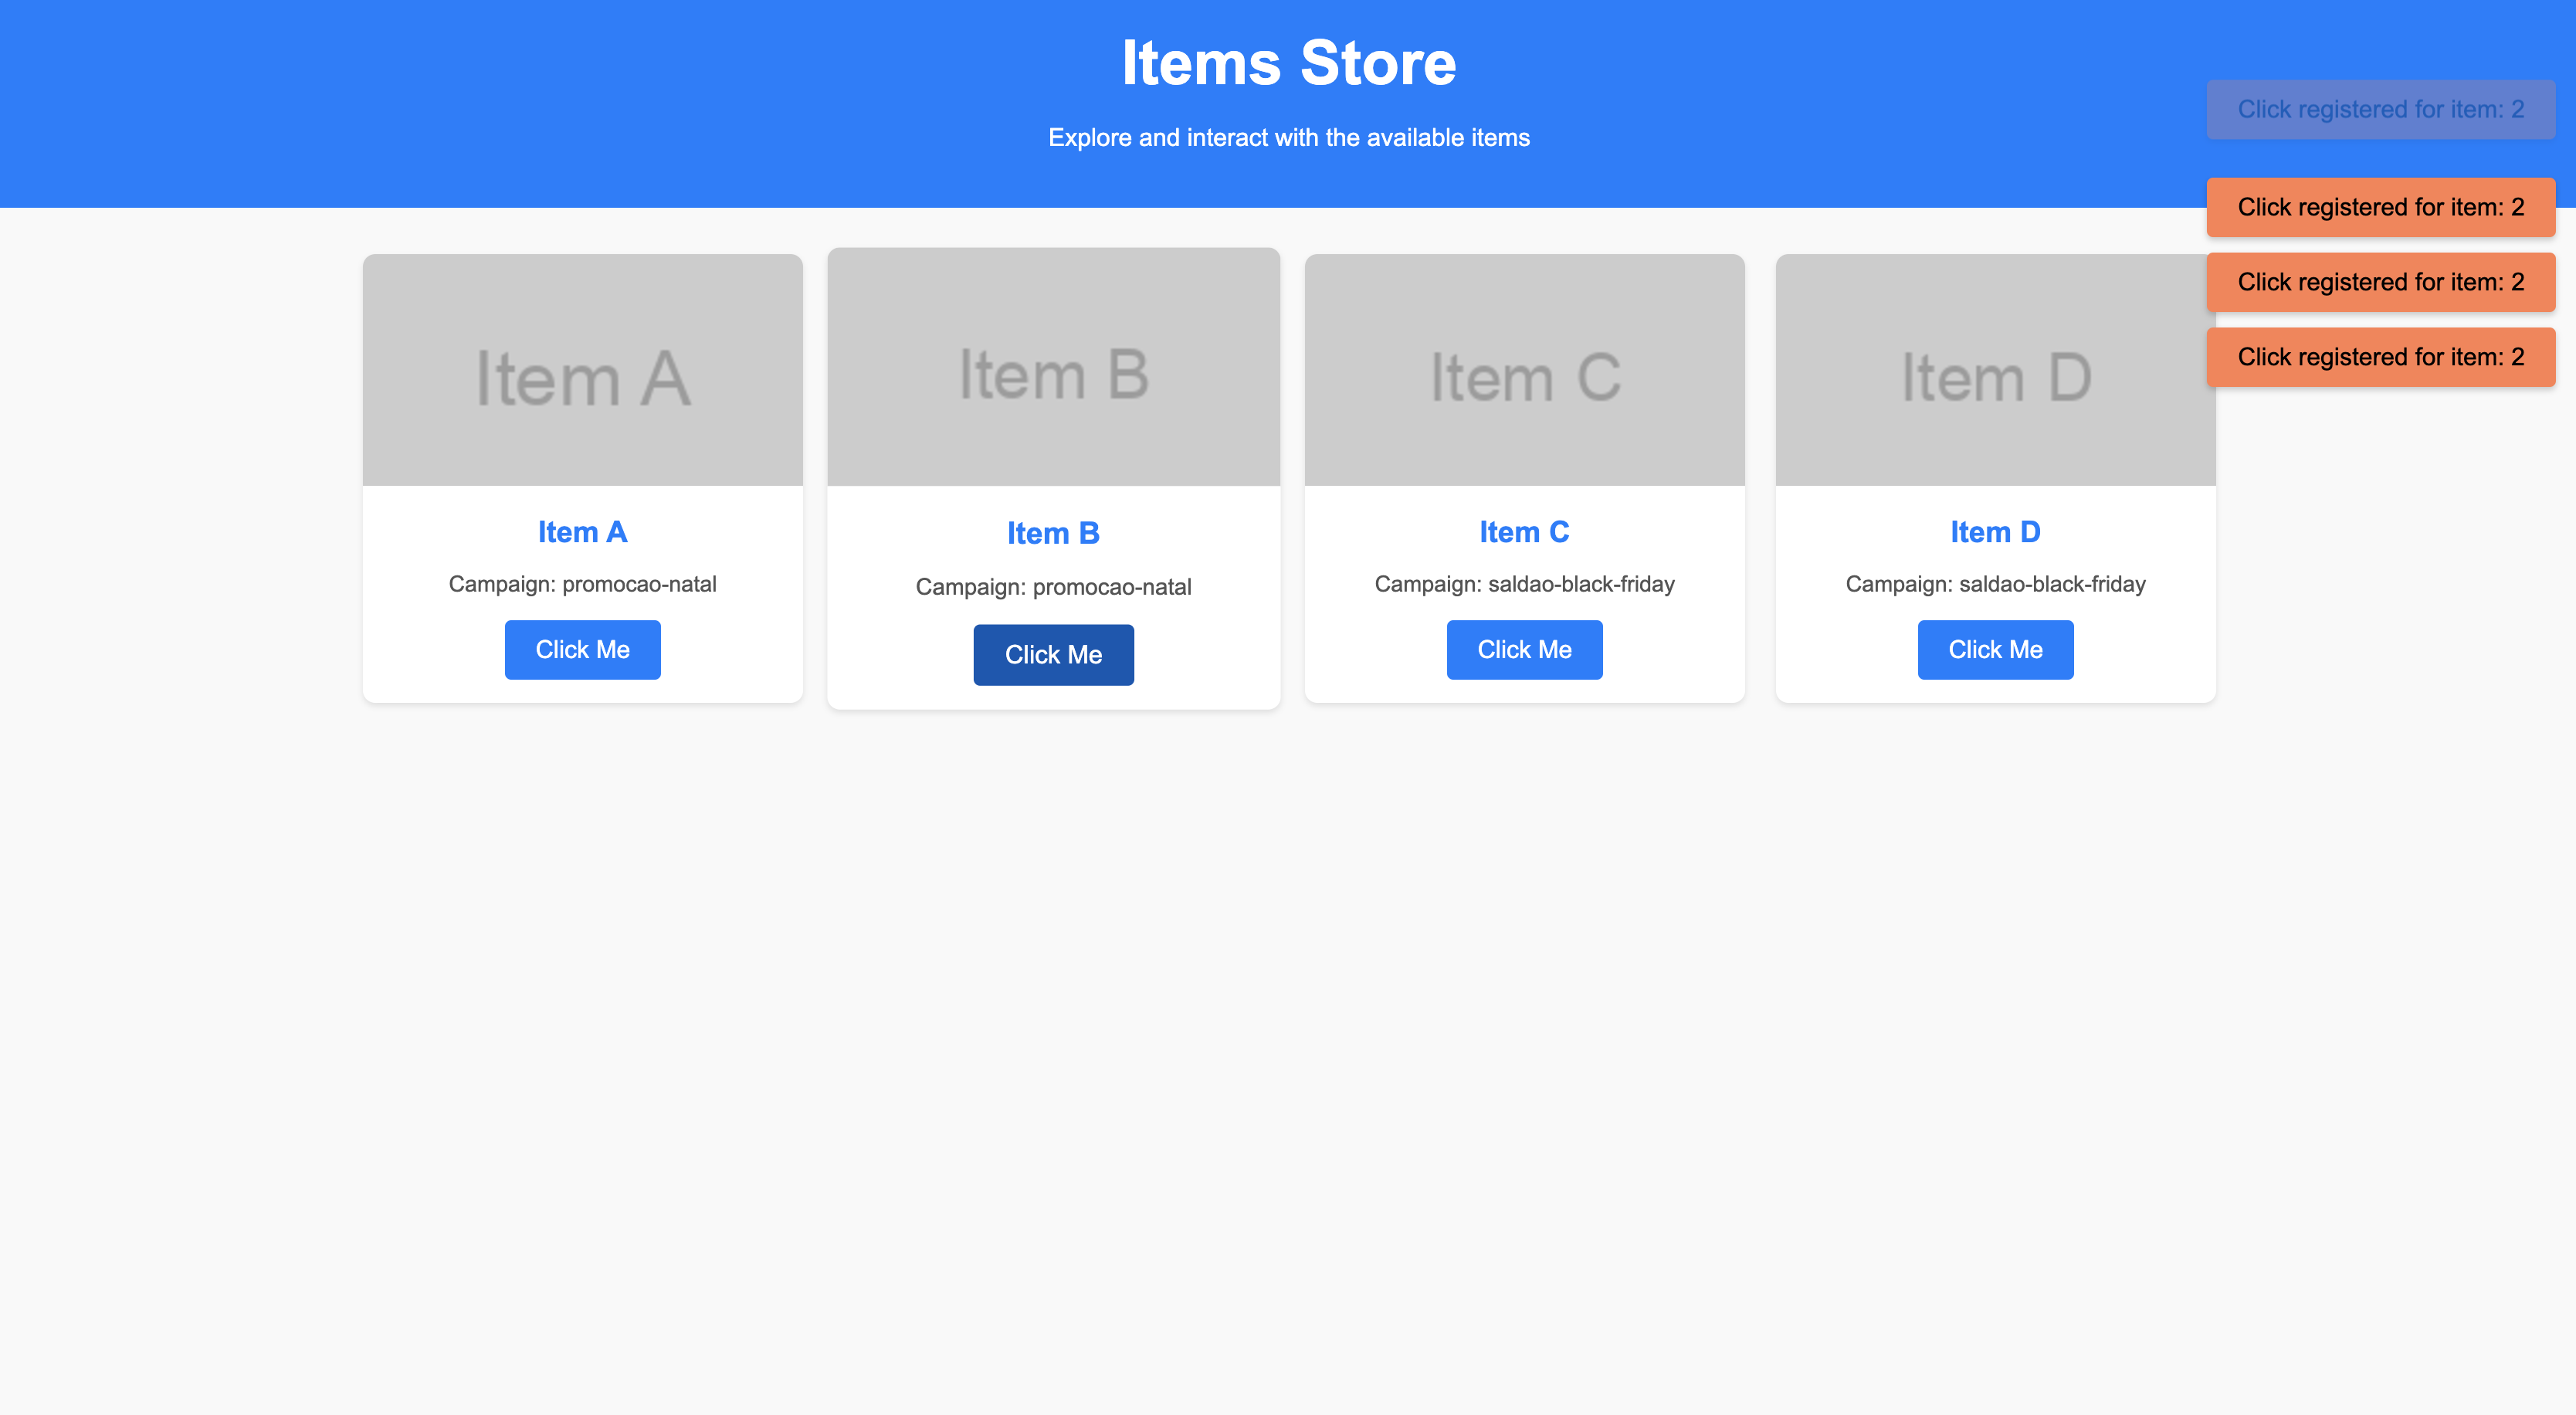 Items Store
Explore and interact with the available items
Click registered for item: 2
Click registered for item: 2
Click registered for item: 2
Click registered for item: 2
Item A
Item A
Campaign: promocao-natal
Click Me
Item B
Item B
Campaign: promocao-natal
Click Me
Item C
Item C
Campaign: saldao-black-friday
Click Me
Item D
Item D
Campaign: saldao-black-friday
Click Me